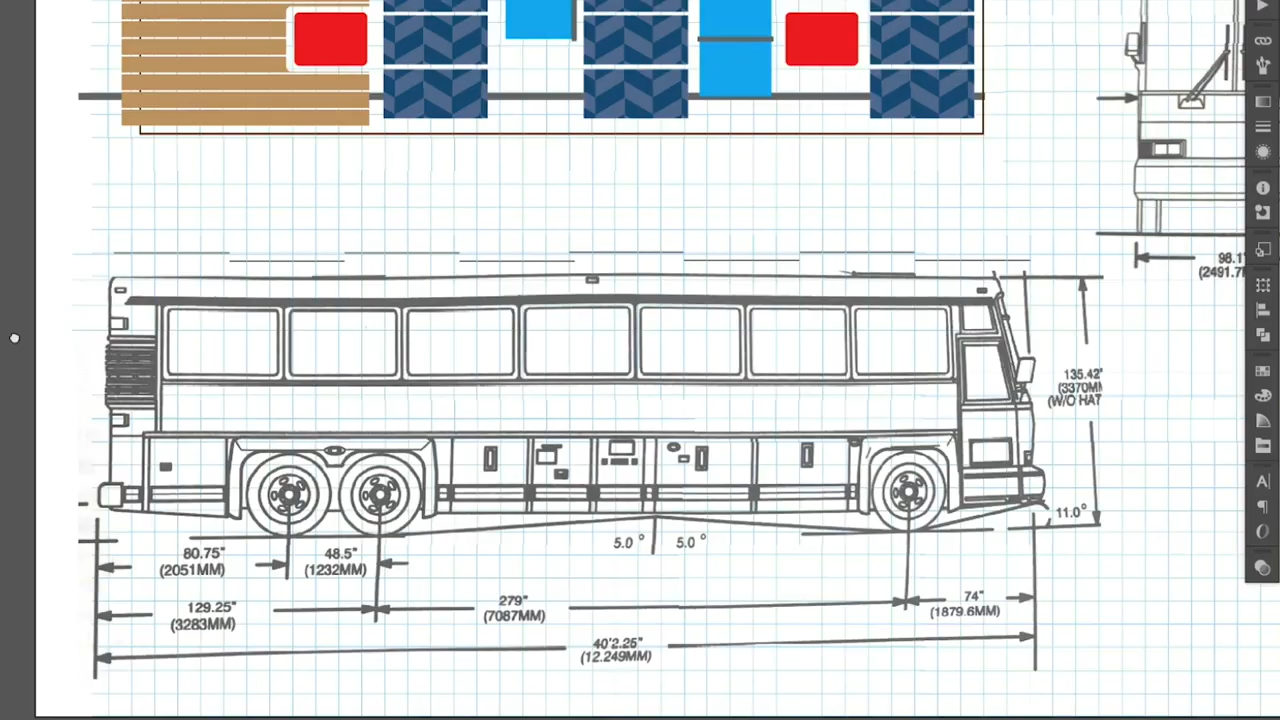 98.1
(2491.7
135.42"
(3370M
(W/O HAT
11.0°
5.0° 5.0°
80.75"
(2051MM)
48.5"
(1232MM)
129.25"
(3283MM)
279"
(7087MM)
74"
(1879.6MM)
40'2.25"
(12.249MM)